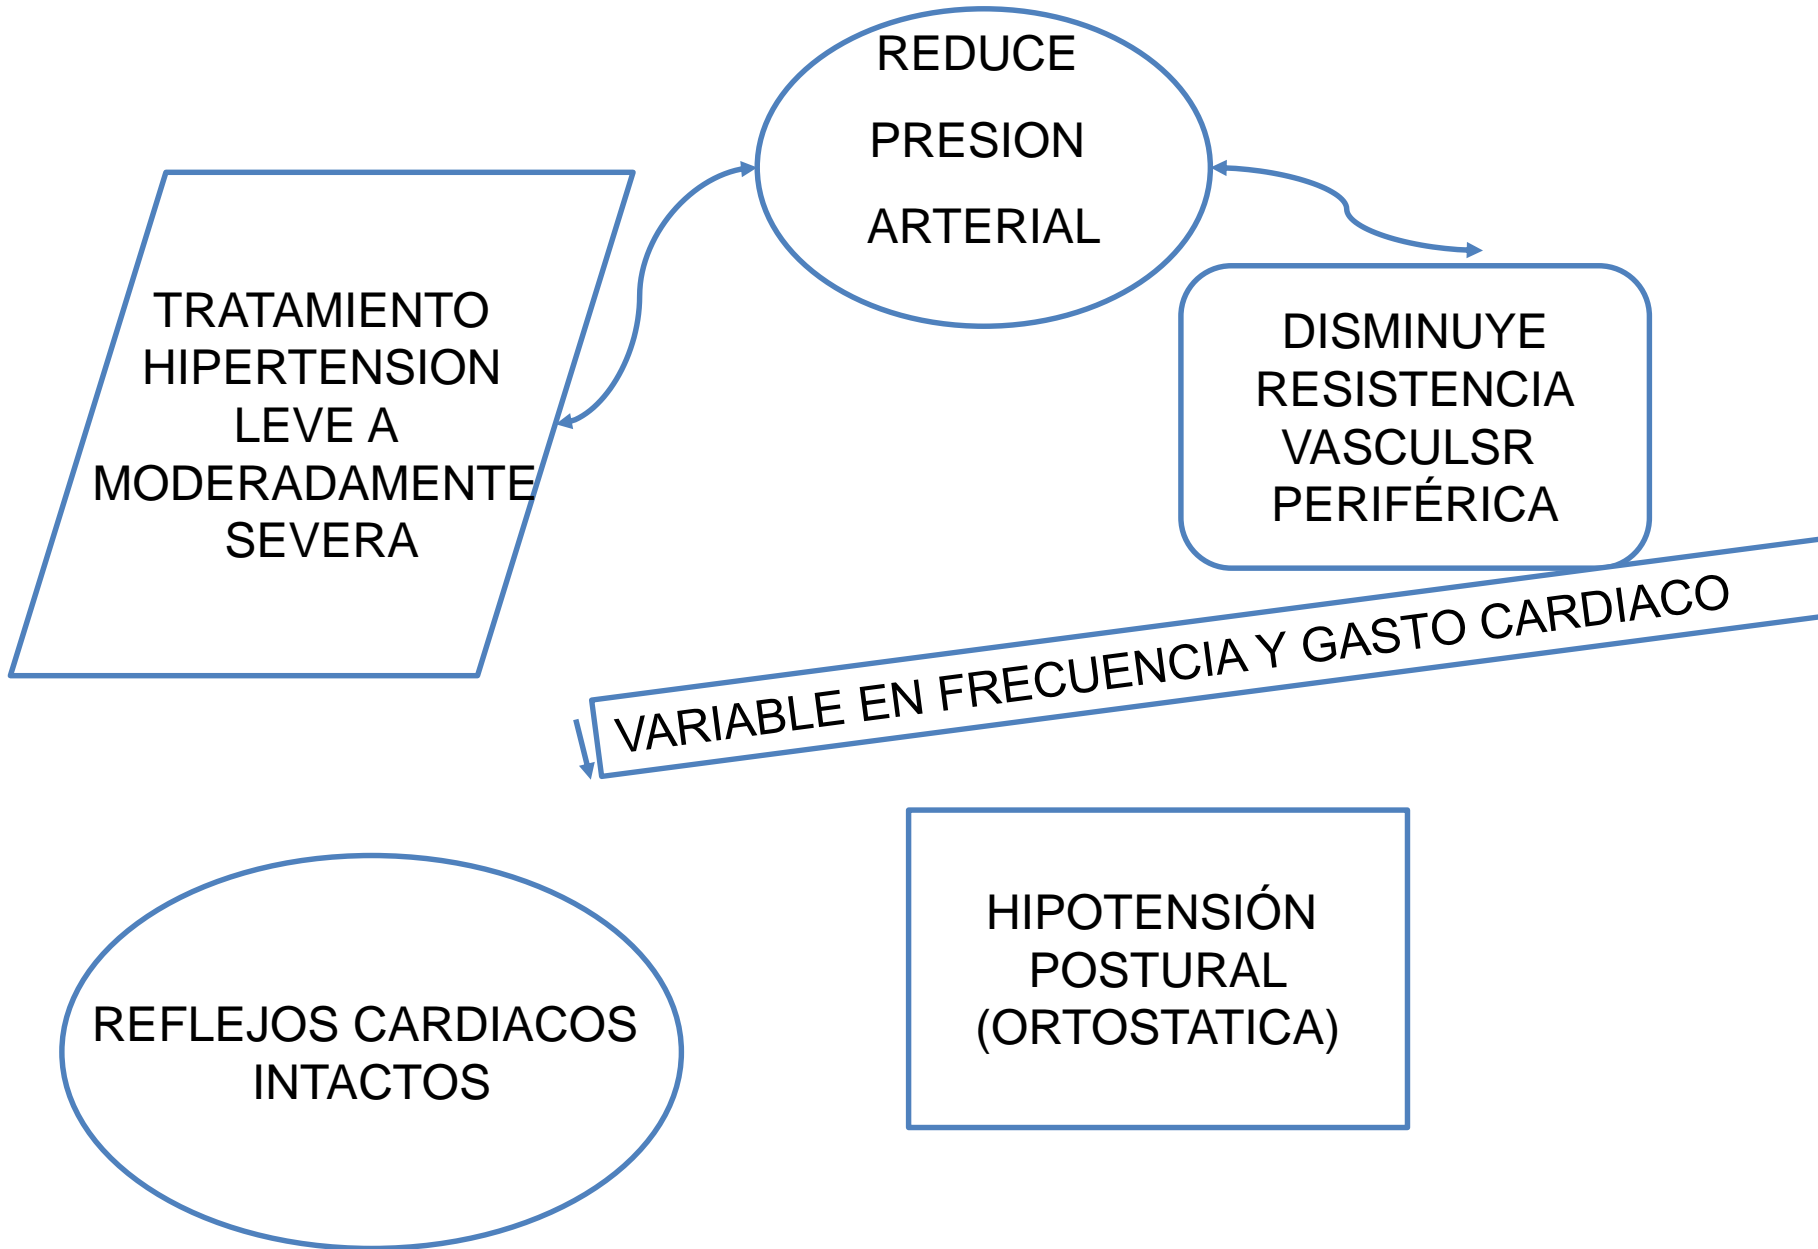 REDUCE
PRESION
ARTERIAL
TRATAMIENTO
HIPERTENSION
LEVE A
MODERADAMENTE
SEVERA
DISMINUYE
RESISTENCIA
VASCULSR
PERIFÉRICA
VARIABLE EN FRECUENCIA Y GASTO CARDIACO
REFLEJOS CARDIACOS
INTACTOS
HIPOTENSIÓN
POSTURAL
(ORTOSTATICA)